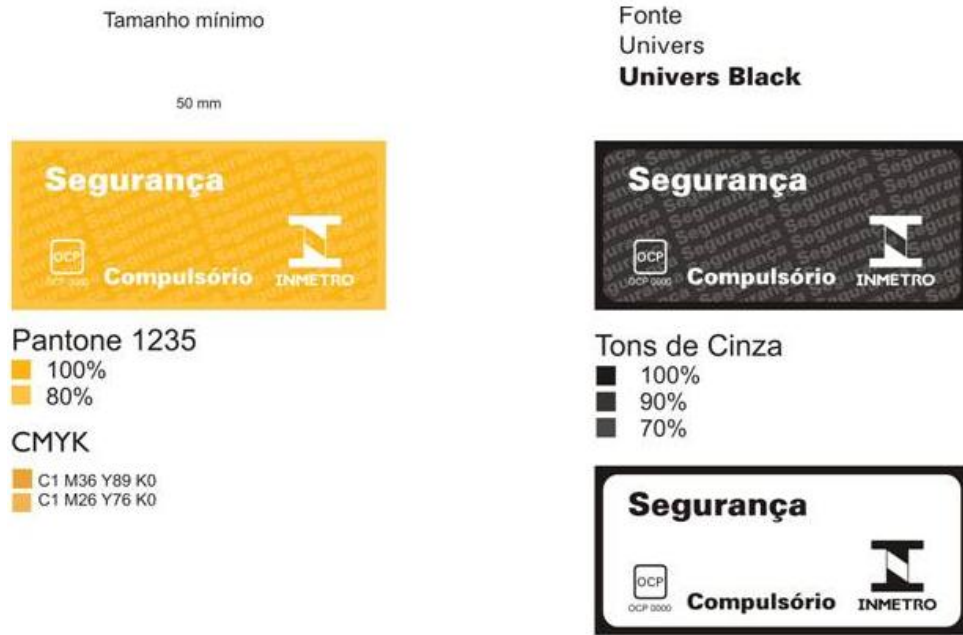 Tamanho mínimo
50 mm
Segurança
OCP
OCP 0000
Compulsório
INMETRO
Pantone 1235
100%
80%
CMYK
C1 M36 Y89 K0
C1 M26 Y76 K0
Fonte
Univers
Univers Black
Segurança
OCP
OCP 0000
Compulsório
INMETRO
Tons de Cinza
100%
90%
70%
Segurança
OCP
OCP 0000
Compulsório
INMETRO